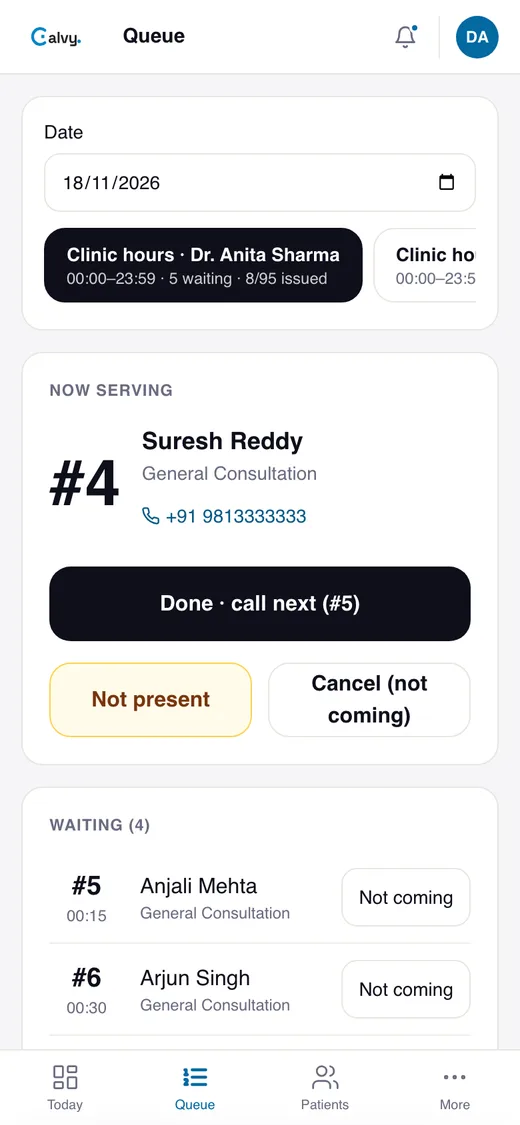 Calvy.
Queue
DA
Date
18/11/2026
Clinic hours · Dr. Anita Sharma
00:00–23:59 · 5 waiting · 8/95 issued
Clinic ho
00:00–23:5
NOW SERVING
#4
Suresh Reddy
General Consultation
+91 9813333333
Done · call next (#5)
Not present
Cancel (not
coming)
WAITING (4)
#5
Anjali Mehta
Not coming
00:15
General Consultation
#6
Arjun Singh
Not coming
00:30
General Consultation
Today
Queue
Patients
More